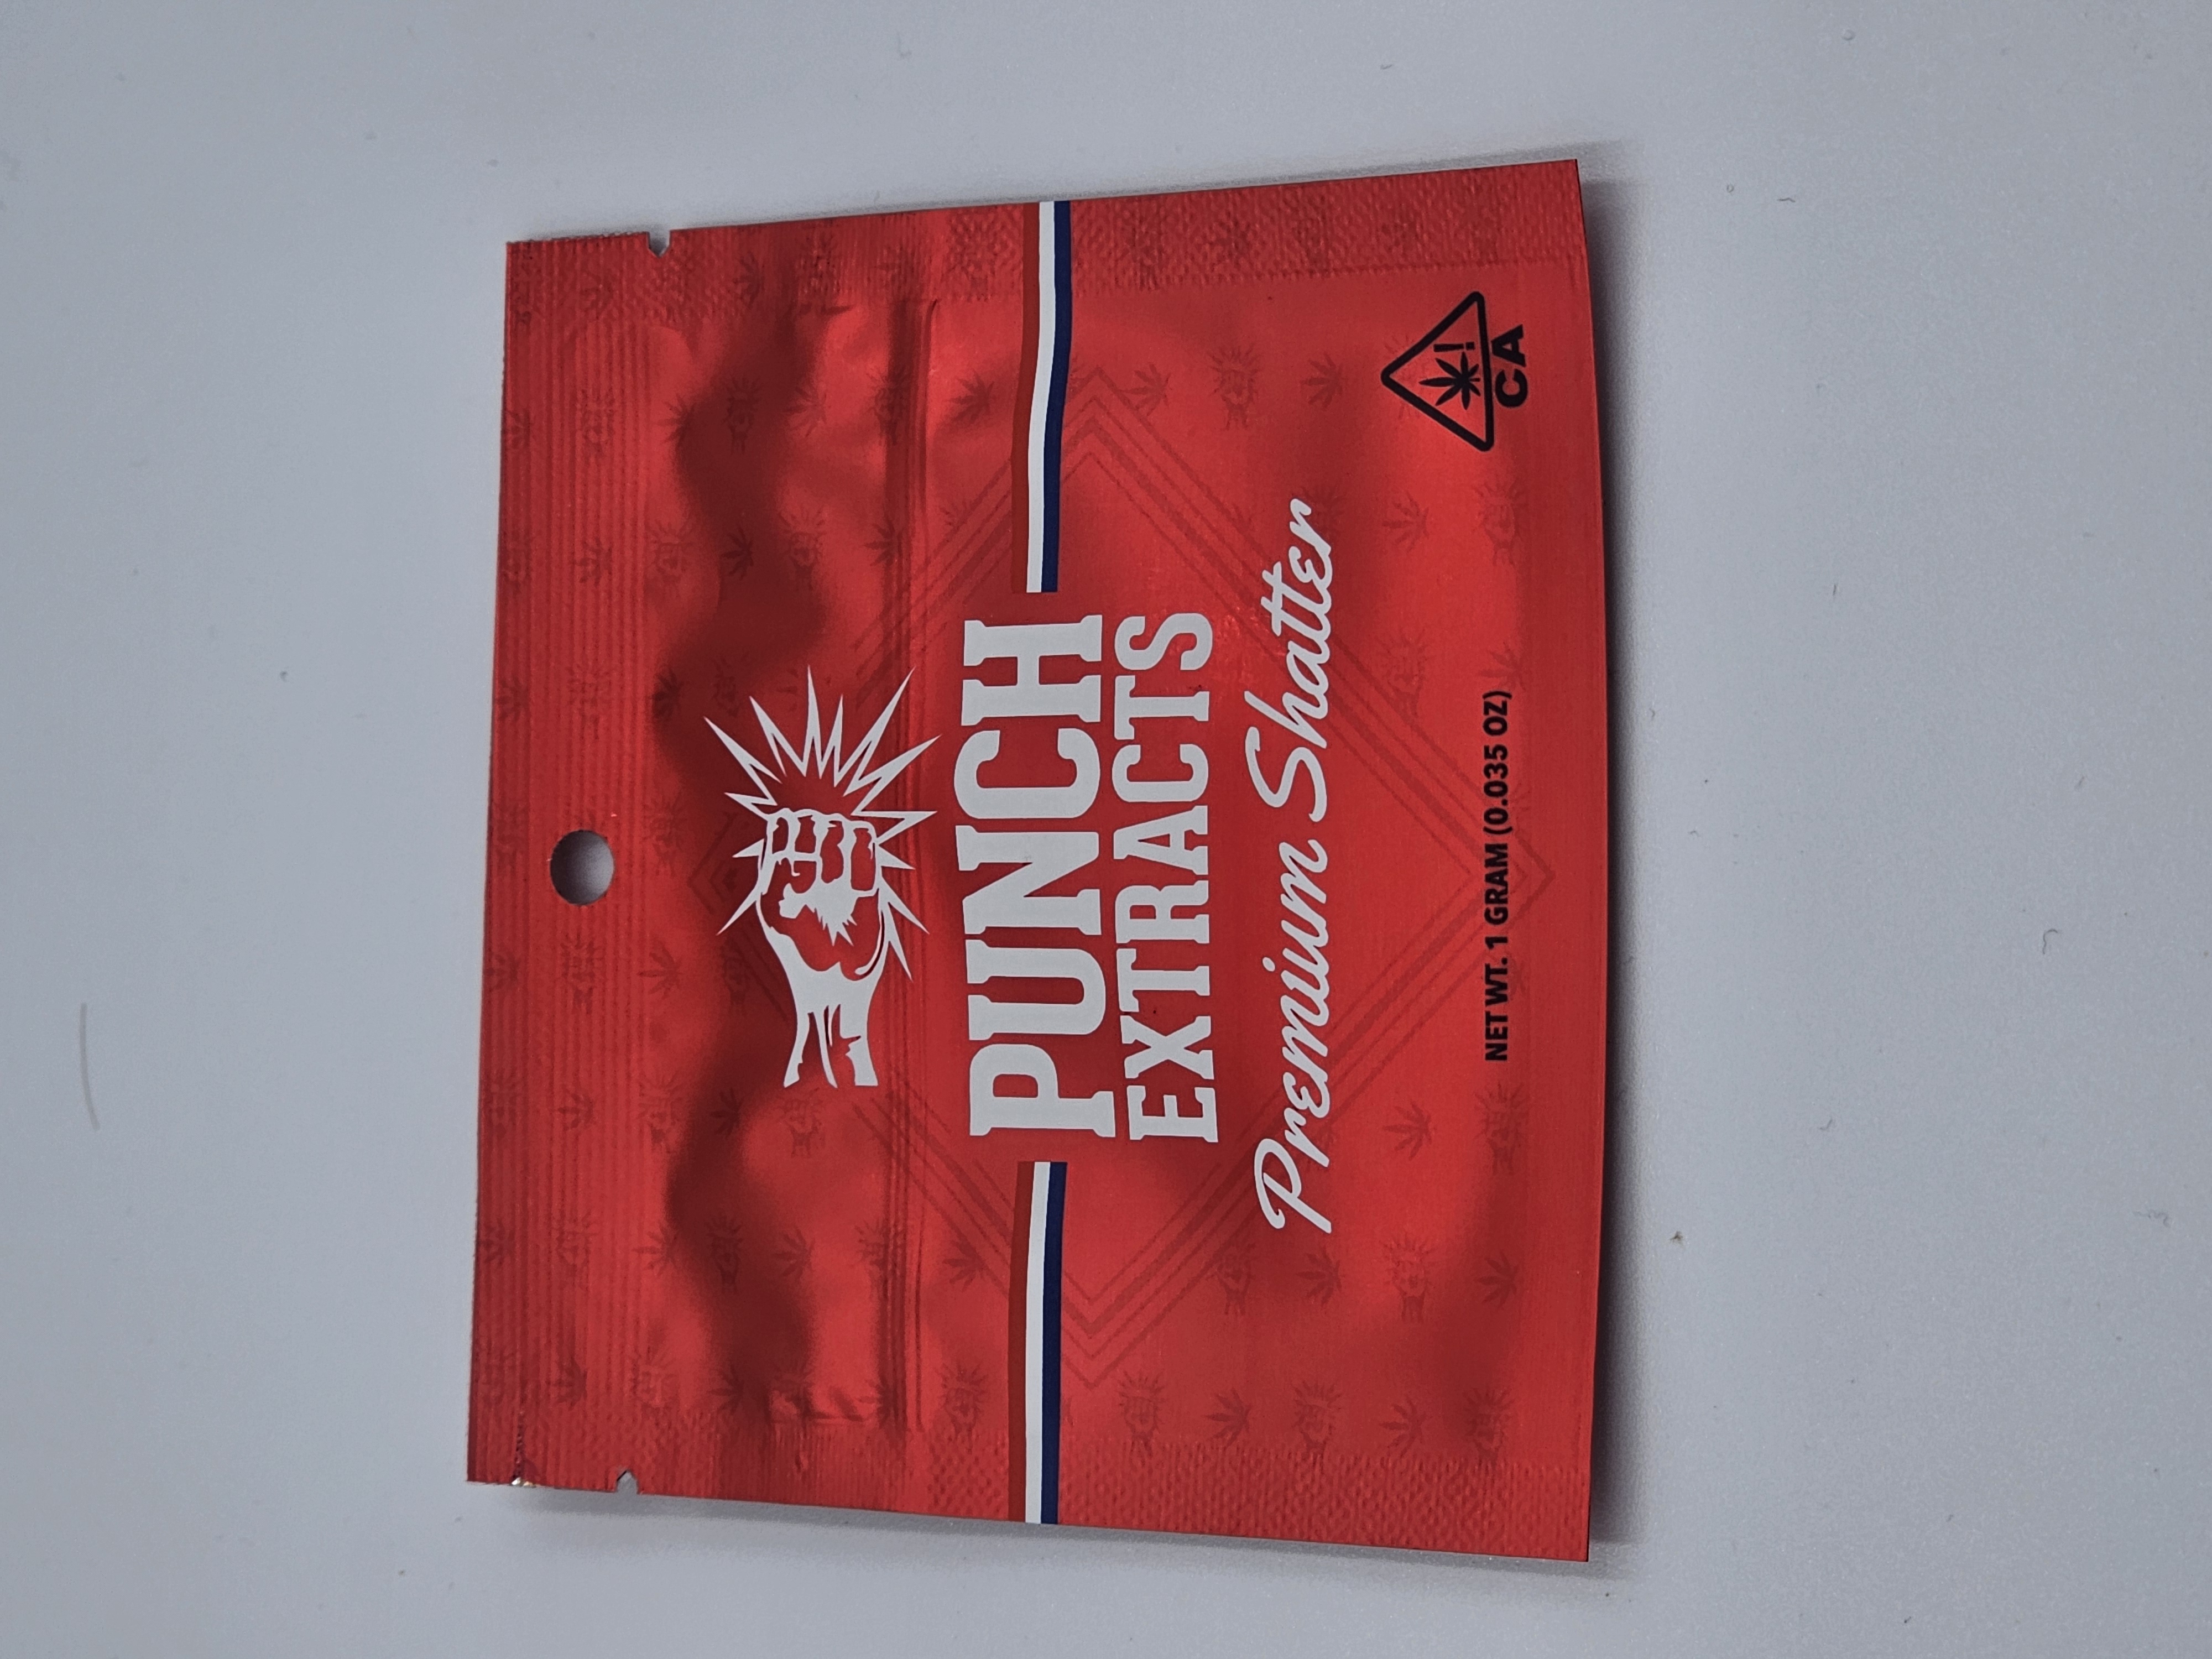 PUNCH
EXTRACTS
Premium Shatter
NET WT. 1 GRAM (0.035 OZ)
!
CA